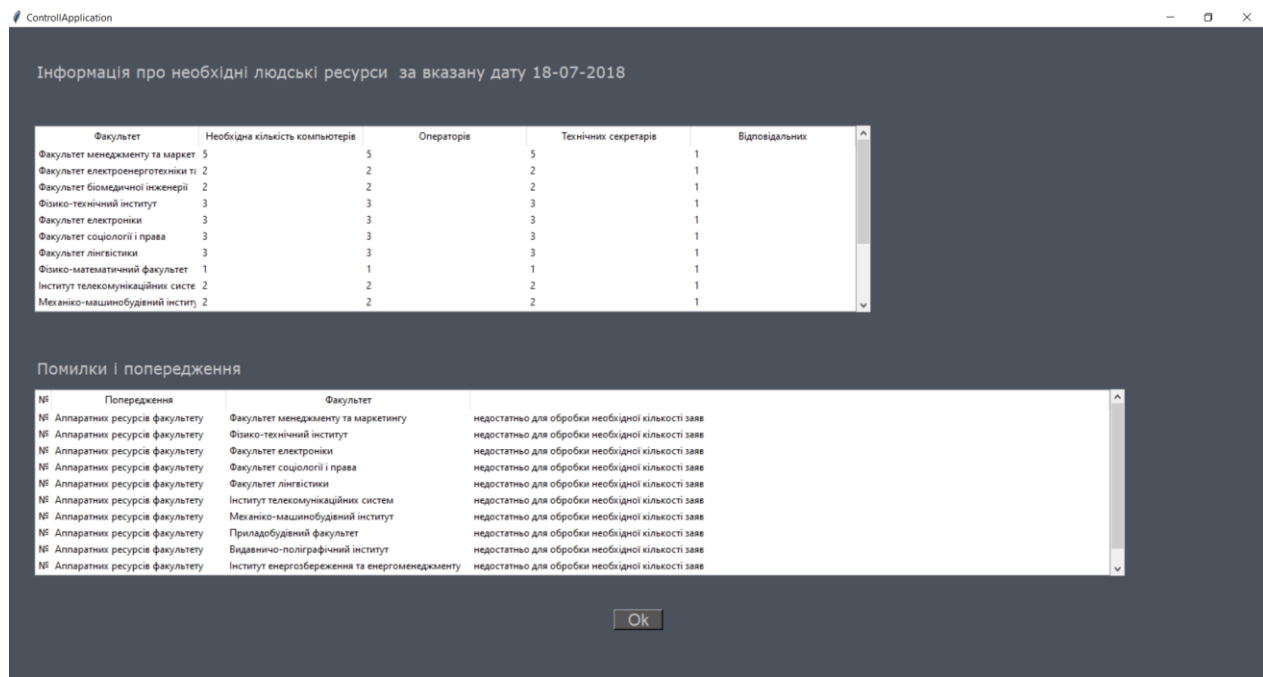 ControllApplication
Інформація про необхідні людські ресурси за вказану дату 18-07-2018
Факультет Необхідна кількість компьютерів Операторів Технічних секретарів Відповідальних
Факультет менеджменту та маркет 5 5 5 1
Факультет електроенерготехніки та 2 2 2 1
Факультет біомедичної інженерії 2 2 2 1
Фізико-технічний інститут 3 3 3 1
Факультет електроніки 3 3 3 1
Факультет соціології і права 3 3 3 1
Факультет лінгвістики 3 3 3 1
Фізико-математичний факультет 1 1 1 1
Інститут телекомунікаційних систе 2 2 2 1
Механіко-машинобудівний институ 2 2 2 1
Помилки і попередження
№ Попередження Факультет
№ Аппаратних ресурсів факультету Факультет менеджменту та маркетингу недостатньо для обробки необхідної кількості заяв
№ Аппаратних ресурсів факультету Фізико-технічний інститут недостатньо для обробки необхідної кількості заяв
№ Аппаратних ресурсів факультету Факультет електроніки недостатньо для обробки необхідної кількості заяв
№ Аппаратних ресурсів факультету Факультет соціології і права недостатньо для обробки необхідної кількості заяв
№ Аппаратних ресурсів факультету Факультет лінгвістики недостатньо для обробки необхідної кількості заяв
№ Аппаратних ресурсів факультету Інститут телекомунікаційних систем недостатньо для обробки необхідної кількості заяв
№ Аппаратних ресурсів факультету Механіко-машинобудівний інститут недостатньо для обробки необхідної кількості заяв
№ Аппаратних ресурсів факультету Приладобудівний факультет недостатньо для обробки необхідної кількості заяв
№ Аппаратних ресурсів факультету Видавничо-поліграфічний інститут недостатньо для обробки необхідної кількості заяв
№ Аппаратних ресурсів факультету Інститут енергозбереження та енергоменеджменту недостатньо для обробки необхідної кількості заяв
Ok